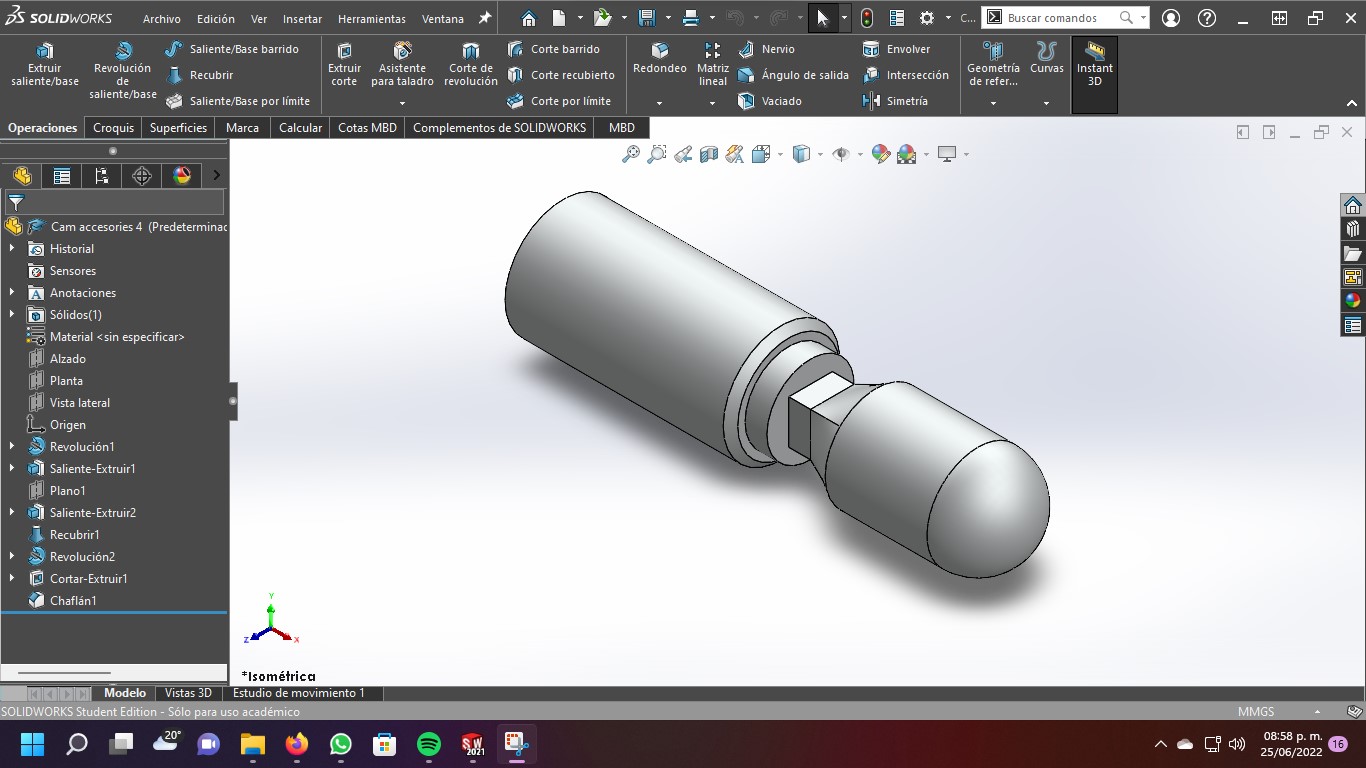 SOLIDWORKS
Archivo Edición Ver Insertar Herramientas Ventana
C...
Buscar comandos
Extruir saliente/base
Revolución de saliente/base
Saliente/Base barrido
Recubrir
Saliente/Base por límite
Extruir corte
Asistente para taladro
Corte de revolución
Corte barrido
Corte recubierto
Corte por límite
Redondeo
Matriz lineal
Nervio
Ángulo de salida
Vaciado
Envolver
Intersección
Simetría
Geometría de refer...
Curvas
Instant 3D
Operaciones Croquis Superficies Marca Calcular Cotas MBD Complementos de SOLIDWORKS MBD
Cam accesories 4 (Predeterminac
Historial
Sensores
Anotaciones
Sólidos(1)
Material <sin especificar>
Alzado
Planta
Vista lateral
Origen
Revolución1
Saliente-Extruir1
Plano1
Saliente-Extruir2
Recubrir1
Revolución2
Cortar-Extruir1
Chaflán1
Y
Z
X
*Isométrica
Modelo Vistas 3D Estudio de movimiento 1
SOLIDWORKS Student Edition - Sólo para uso académico
MMGS
20°
SW
2021
08:58 p. m.
25/06/2022
16